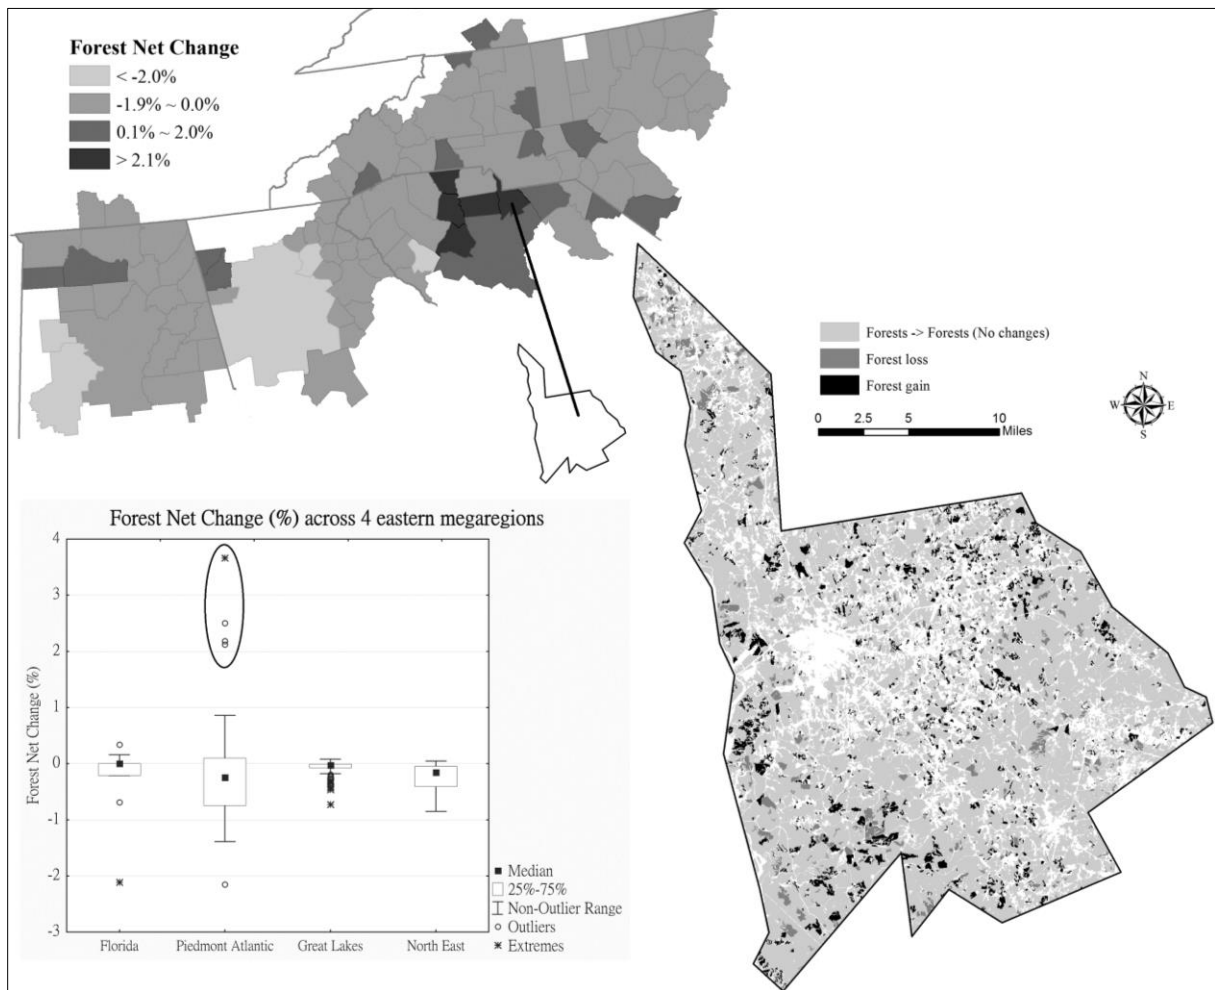 Forest Net Change
< -2.0%
-1.9% ~ 0.0%
0.1% ~ 2.0%
> 2.1%
Forests -> Forests (No changes)
Forest loss
Forest gain
0 2.5 5 10
Miles
N
W E
S
Forest Net Change (%) across 4 eastern megaregions
Forest Net Change (%)
4
3
2
1
0
-1
-2
-3
Florida Piedmont Atlantic Great Lakes North East
Median
25%-75%
Non-Outlier Range
Outliers
Extremes